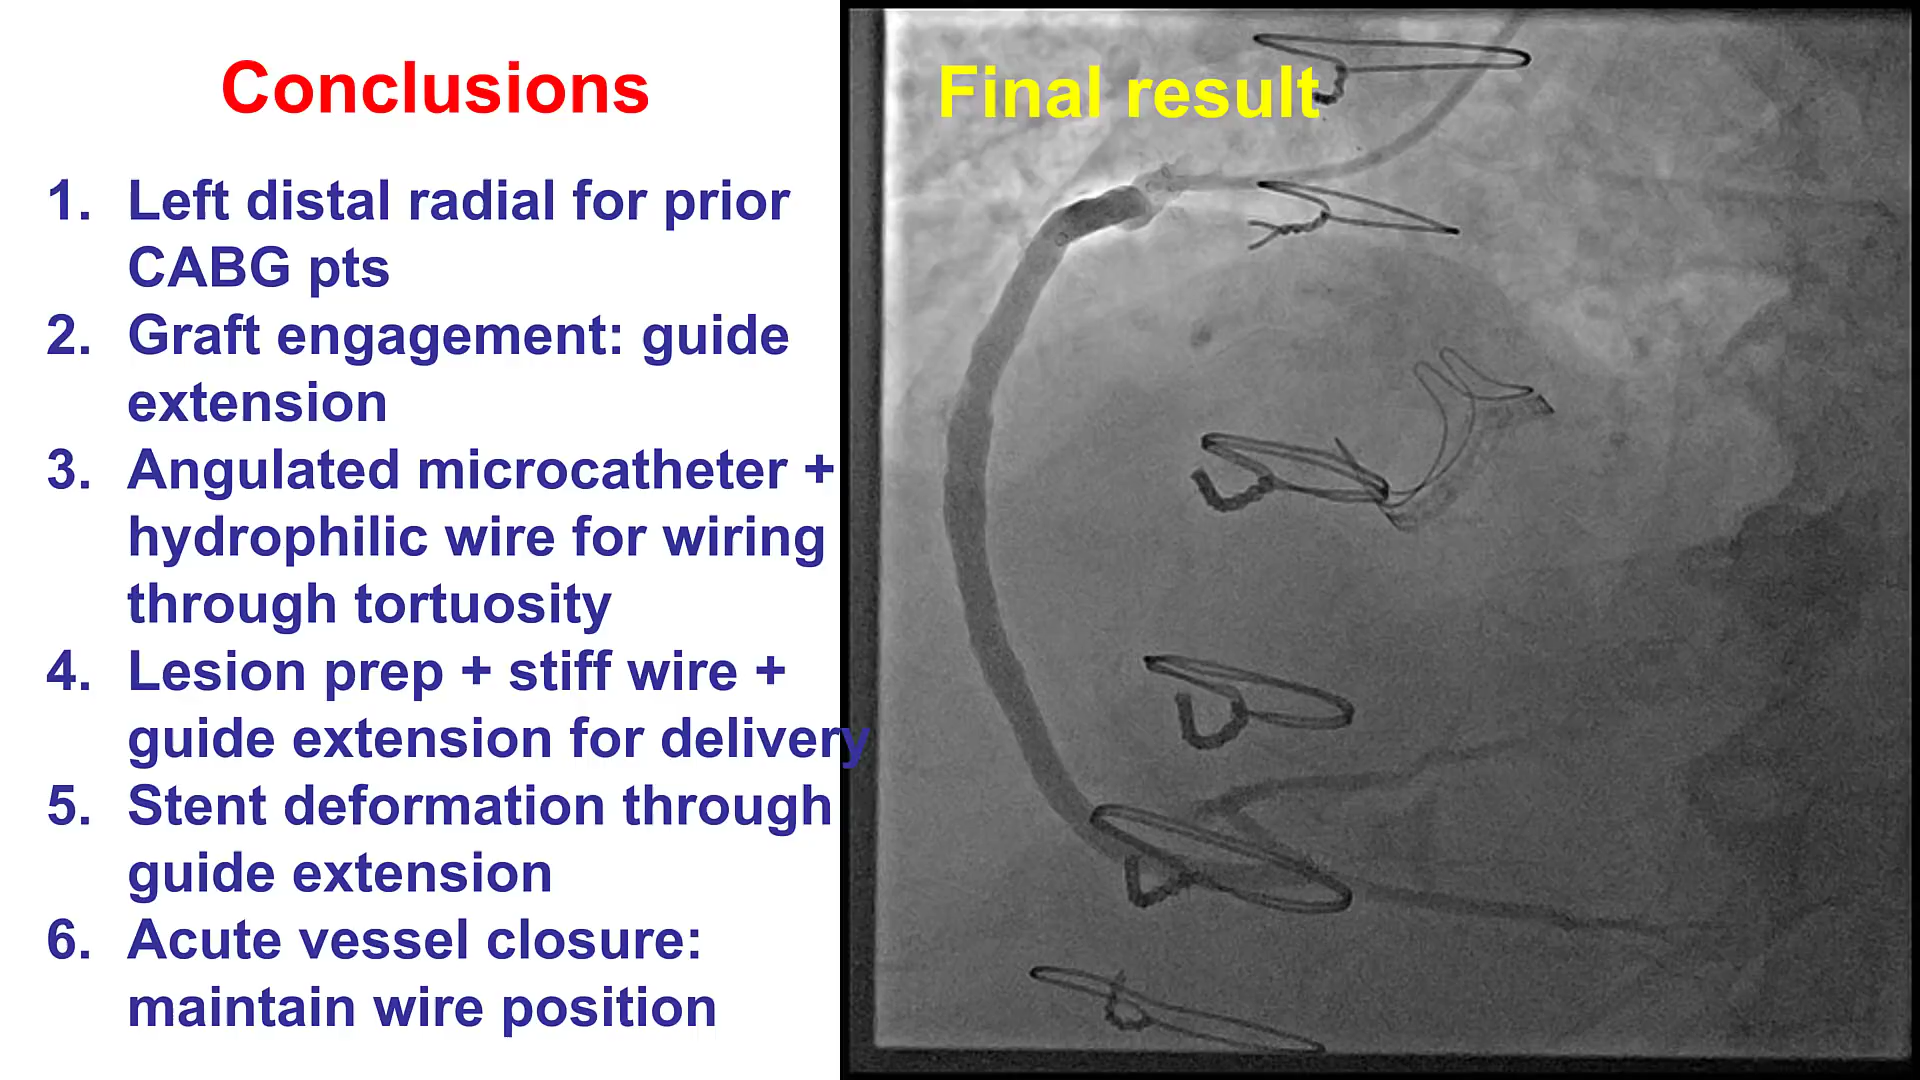 Conclusions
Final result
1. Left distal radial for prior
CABG pts
2. Graft engagement: guide
extension
3. Angulated microcatheter +
hydrophilic wire for wiring
through tortuosity
4. Lesion prep + stiff wire +
guide extension for delivery
5. Stent deformation through
guide extension
6. Acute vessel closure:
maintain wire position